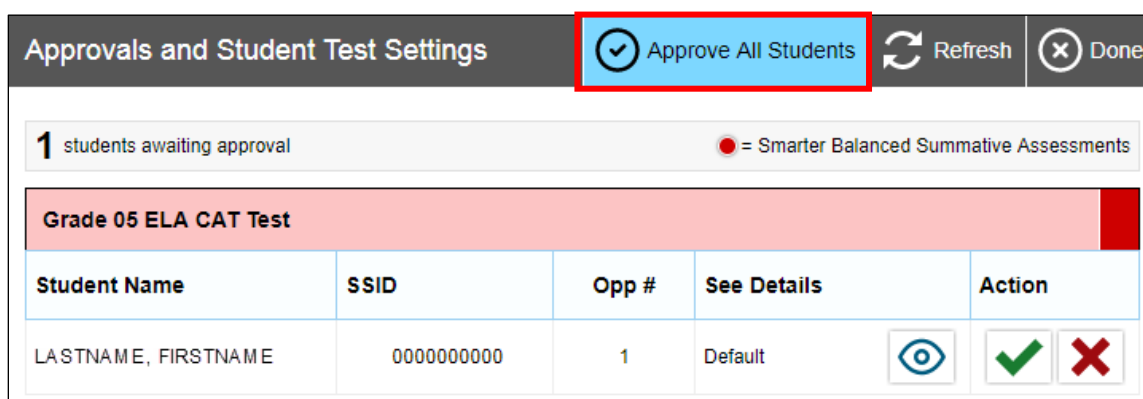 Approvals and Student Test Settings Approve All Students Refresh Done
1 students awaiting approval = Smarter Balanced Summative Assessments
Grade 05 ELA CAT Test
Student Name SSID Opp # See Details Action
LASTNAME, FIRSTNAME 0000000000 1 Default